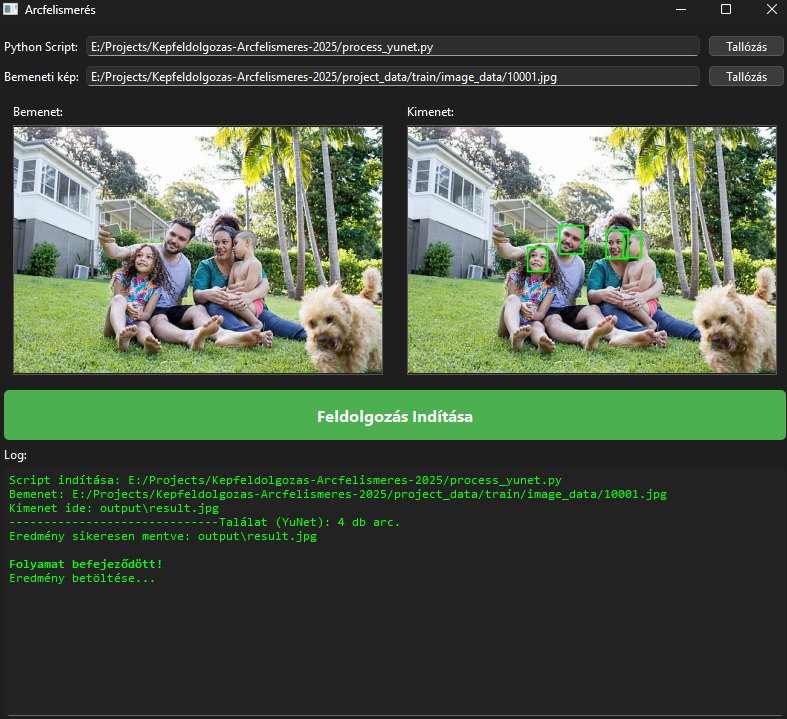 Arcfelismerés
Python Script: E:/Projects/Kepfeldolgozas-Arcfelismeres-2025/process_yunet.py Tallózás
Bemeneti kép: E:/Projects/Kepfeldolgozas-Arcfelismeres-2025/project_data/train/image_data/10001.jpg Tallózás
Bemenet: Kimenet:
Feldolgozás Indítása
Log:
Script indítása: E:/Projects/Kepfeldolgozas-Arcfelismeres-2025/process_yunet.py
Bemenet: E:/Projects/Kepfeldolgozas-Arcfelismeres-2025/project_data/train/image_data/10001.jpg
Kimenet ide: output\result.jpg
------------------------------Találat (YuNet): 4 db arc.
Eredmény sikeresen mentve: output\result.jpg
Folyamat befejeződött!
Eredmény betöltése...